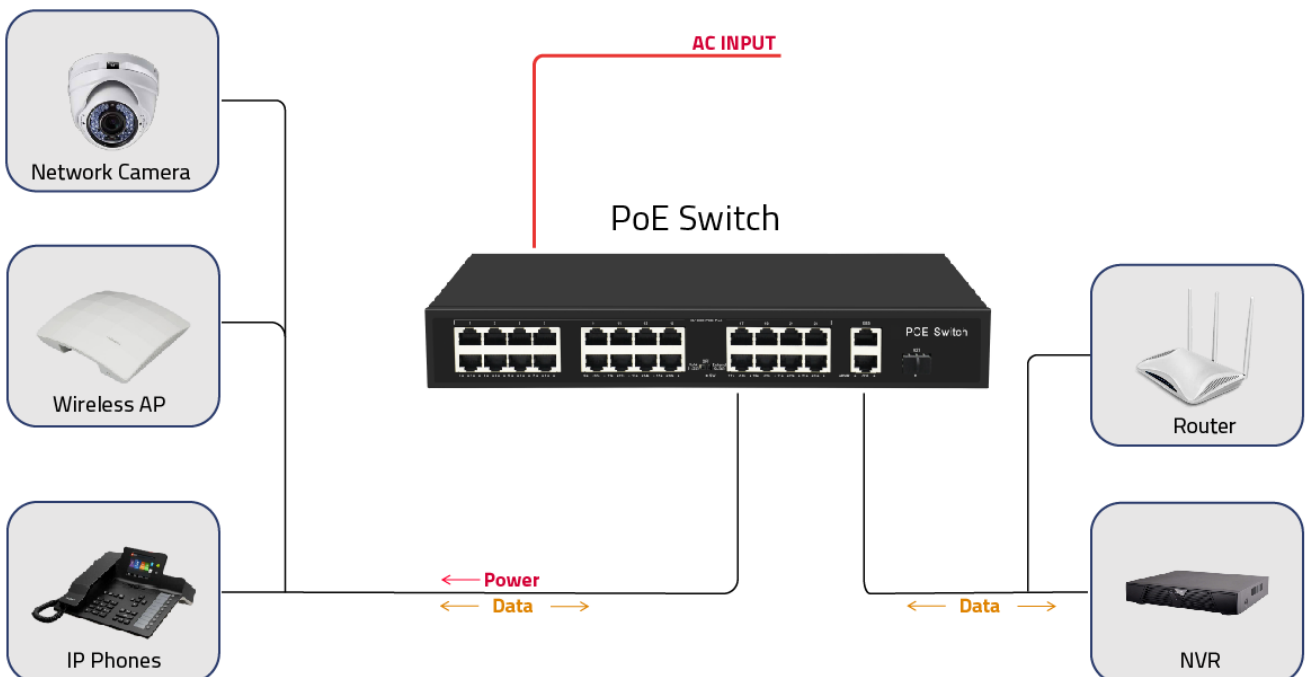 AC INPUT
Network Camera
PoE Switch
POE Switch
Wireless AP
Router
Power
Data
Data
IP Phones
NVR